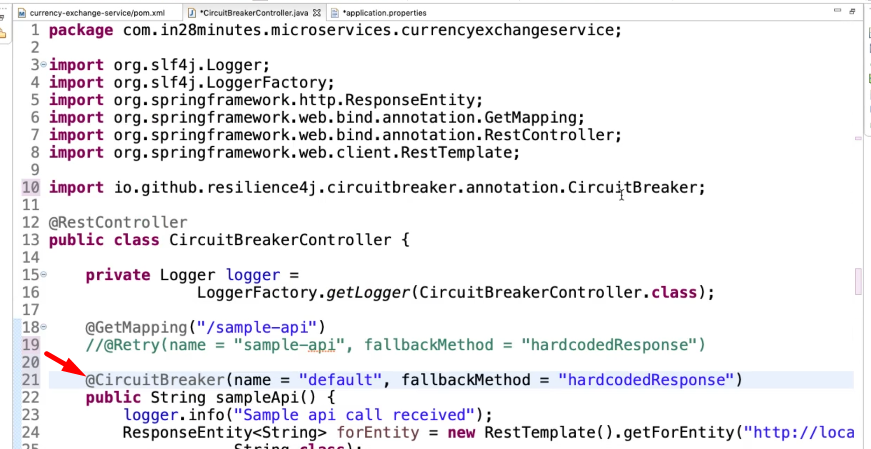 currency-exchange-service/pom.xml
*CircuitBreakerController.java
*application.properties
1 package com.in28minutes.microservices.currencyexchangeservice;
2
3 import org.slf4j.Logger;
4 import org.slf4j.LoggerFactory;
5 import org.springframework.http.ResponseEntity;
6 import org.springframework.web.bind.annotation.GetMapping;
7 import org.springframework.web.bind.annotation.RestController;
8 import org.springframework.web.client.RestTemplate;
9
10 import io.github.resilience4j.circuitbreaker.annotation.CircuitBreaker;
11
12 @RestController
13 public class CircuitBreakerController {
14
15     private Logger logger =
16                 LoggerFactory.getLogger(CircuitBreakerController.class);
17
18     @GetMapping("/sample-api")
19     //@Retry(name = "sample-api", fallbackMethod = "hardcodedResponse")
20
21     @CircuitBreaker(name = "default", fallbackMethod = "hardcodedResponse")
22     public String sampleApi() {
23         logger.info("Sample api call received");
24         ResponseEntity<String> forEntity = new RestTemplate().getForEntity("http://loca
25                     String.class);